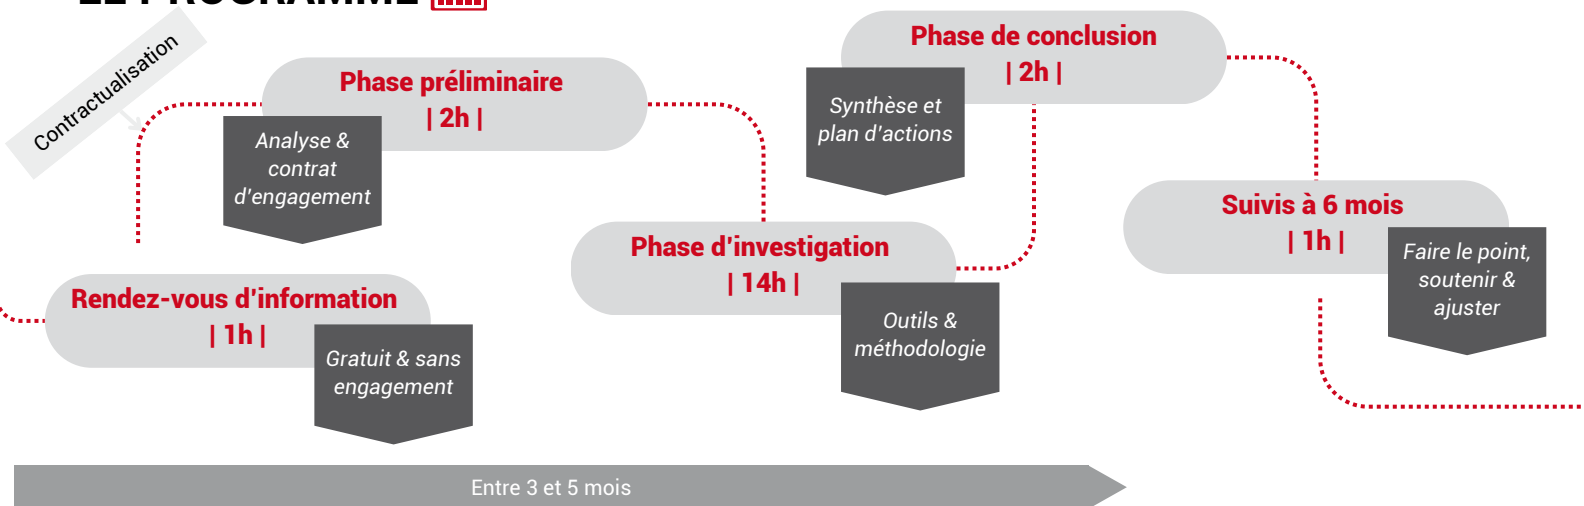 LE PROGRAMME
Contractualisation
Phase préliminaire
| 2h |
Analyse &
contrat
d'engagement
Rendez-vous d'information
| 1h |
Gratuit & sans
engagement
Phase d'investigation
| 14h |
Outils &
méthodologie
Phase de conclusion
| 2h |
Synthèse et
plan d'actions
Suivis à 6 mois
| 1h |
Faire le point,
soutenir &
ajuster
Entre 3 et 5 mois